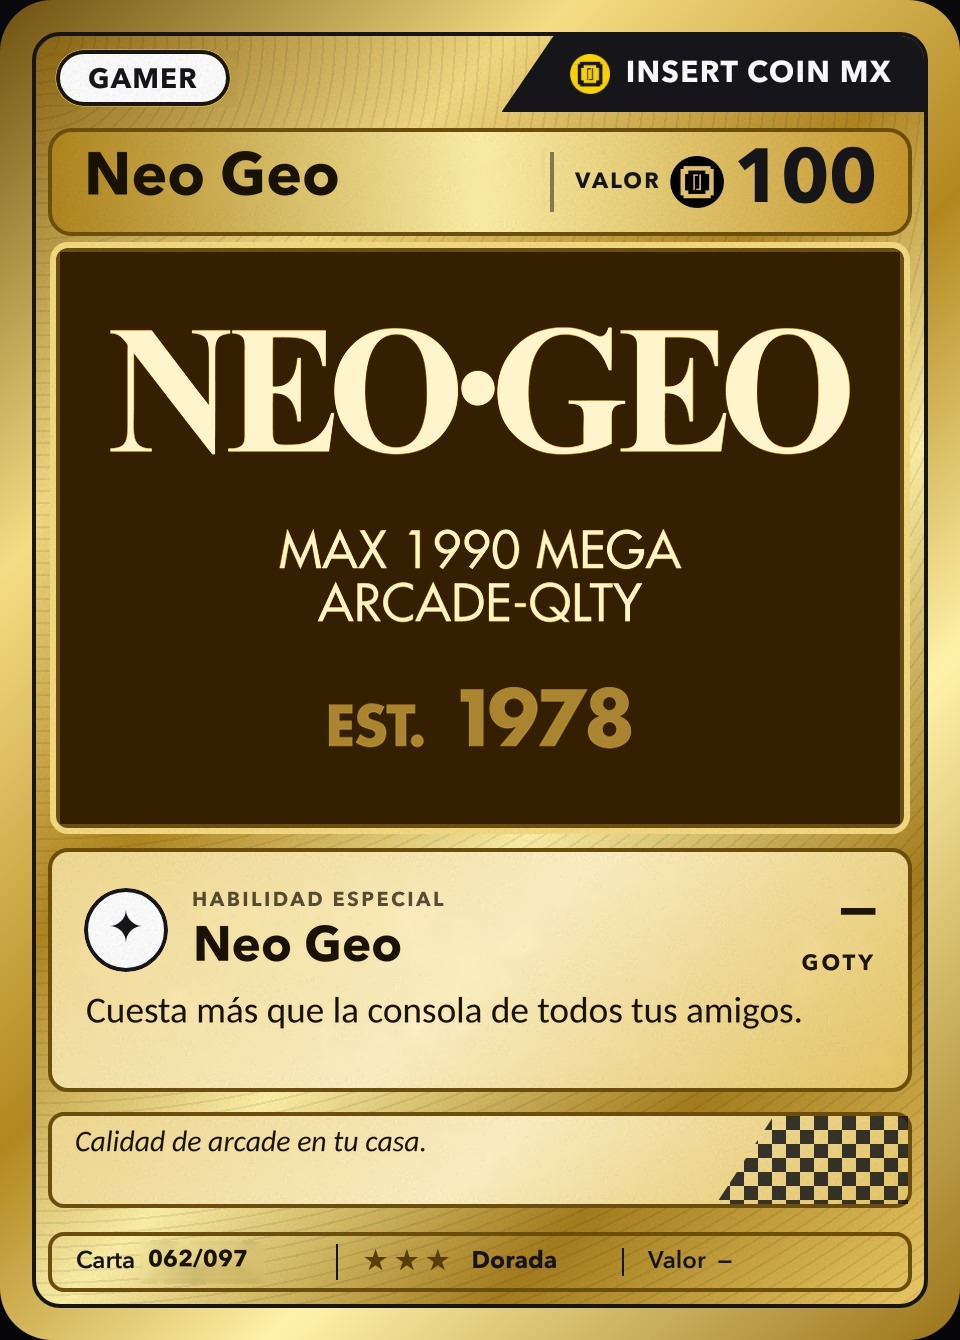 GAMER
INSERT COIN MX
Neo Geo
VALOR 100
NEO·GEO
MAX 1990 MEGA
ARCADE-QLTY
EST. 1978
HABILIDAD ESPECIAL
Neo Geo
–
GOTY
Cuesta más que la consola de todos tus amigos.
Calidad de arcade en tu casa.
Carta 062/097 ★★★ Dorada Valor –